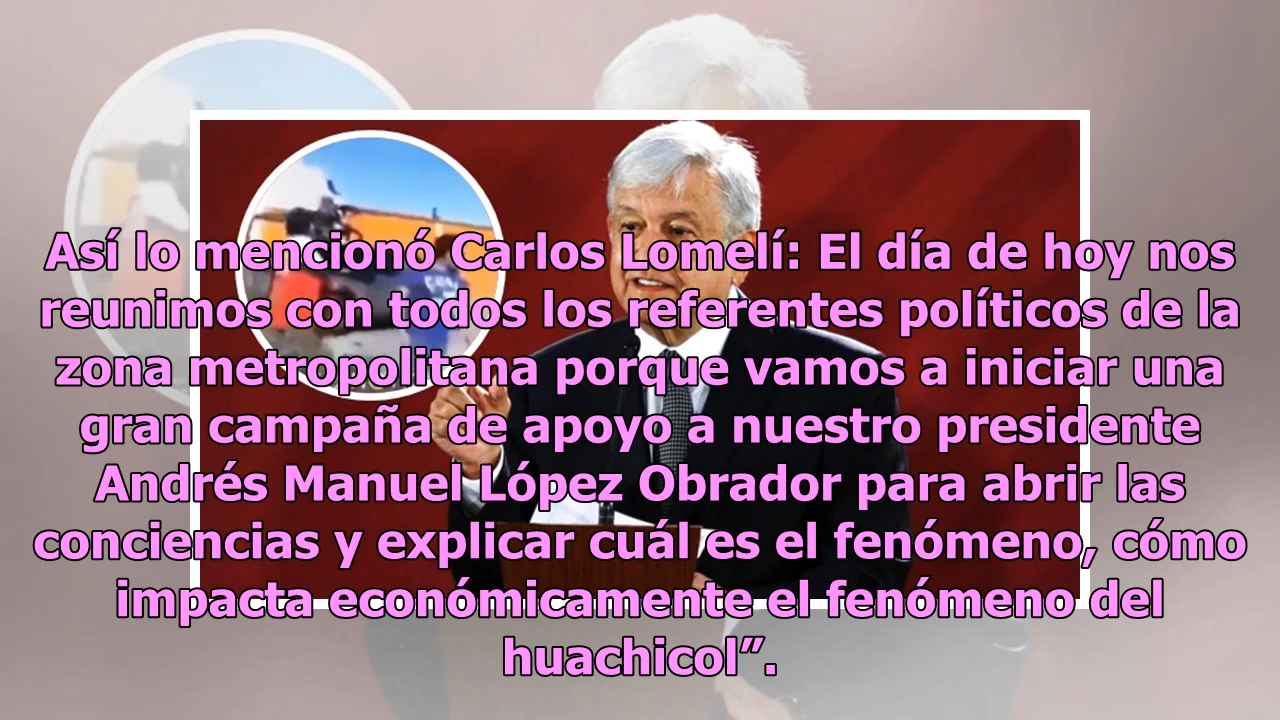 Así lo mencionó Carlos Lomelí: El día de hoy nos
reunimos con todos los referentes políticos de la
zona metropolitana porque vamos a iniciar una
gran campaña de apoyo a nuestro presidente
Andrés Manuel López Obrador para abrir las
conciencias y explicar cuál es el fenómeno, cómo
impacta económicamente el fenómeno del
huachicol”.